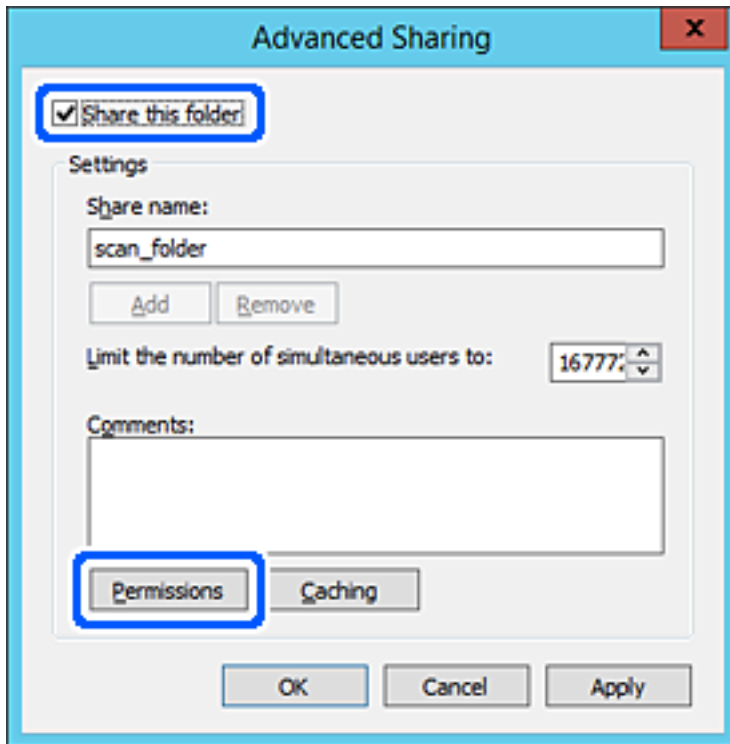 Advanced Sharing
x
Share this folder
Settings
Share name:
scan_folder
Add Remove
Limit the number of simultaneous users to: 16777
Comments:
Permissions Caching
OK Cancel Apply